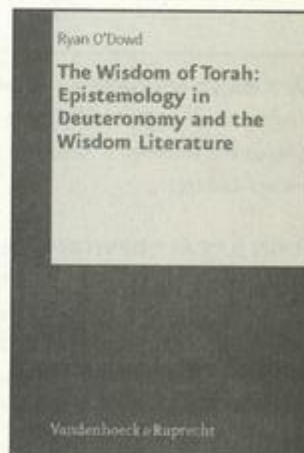 Ryan O'Dowd
The Wisdom of Torah:
Epistemology in
Deuteronomy and the
Wisdom Literature
Vandenhoeck & Ruprecht